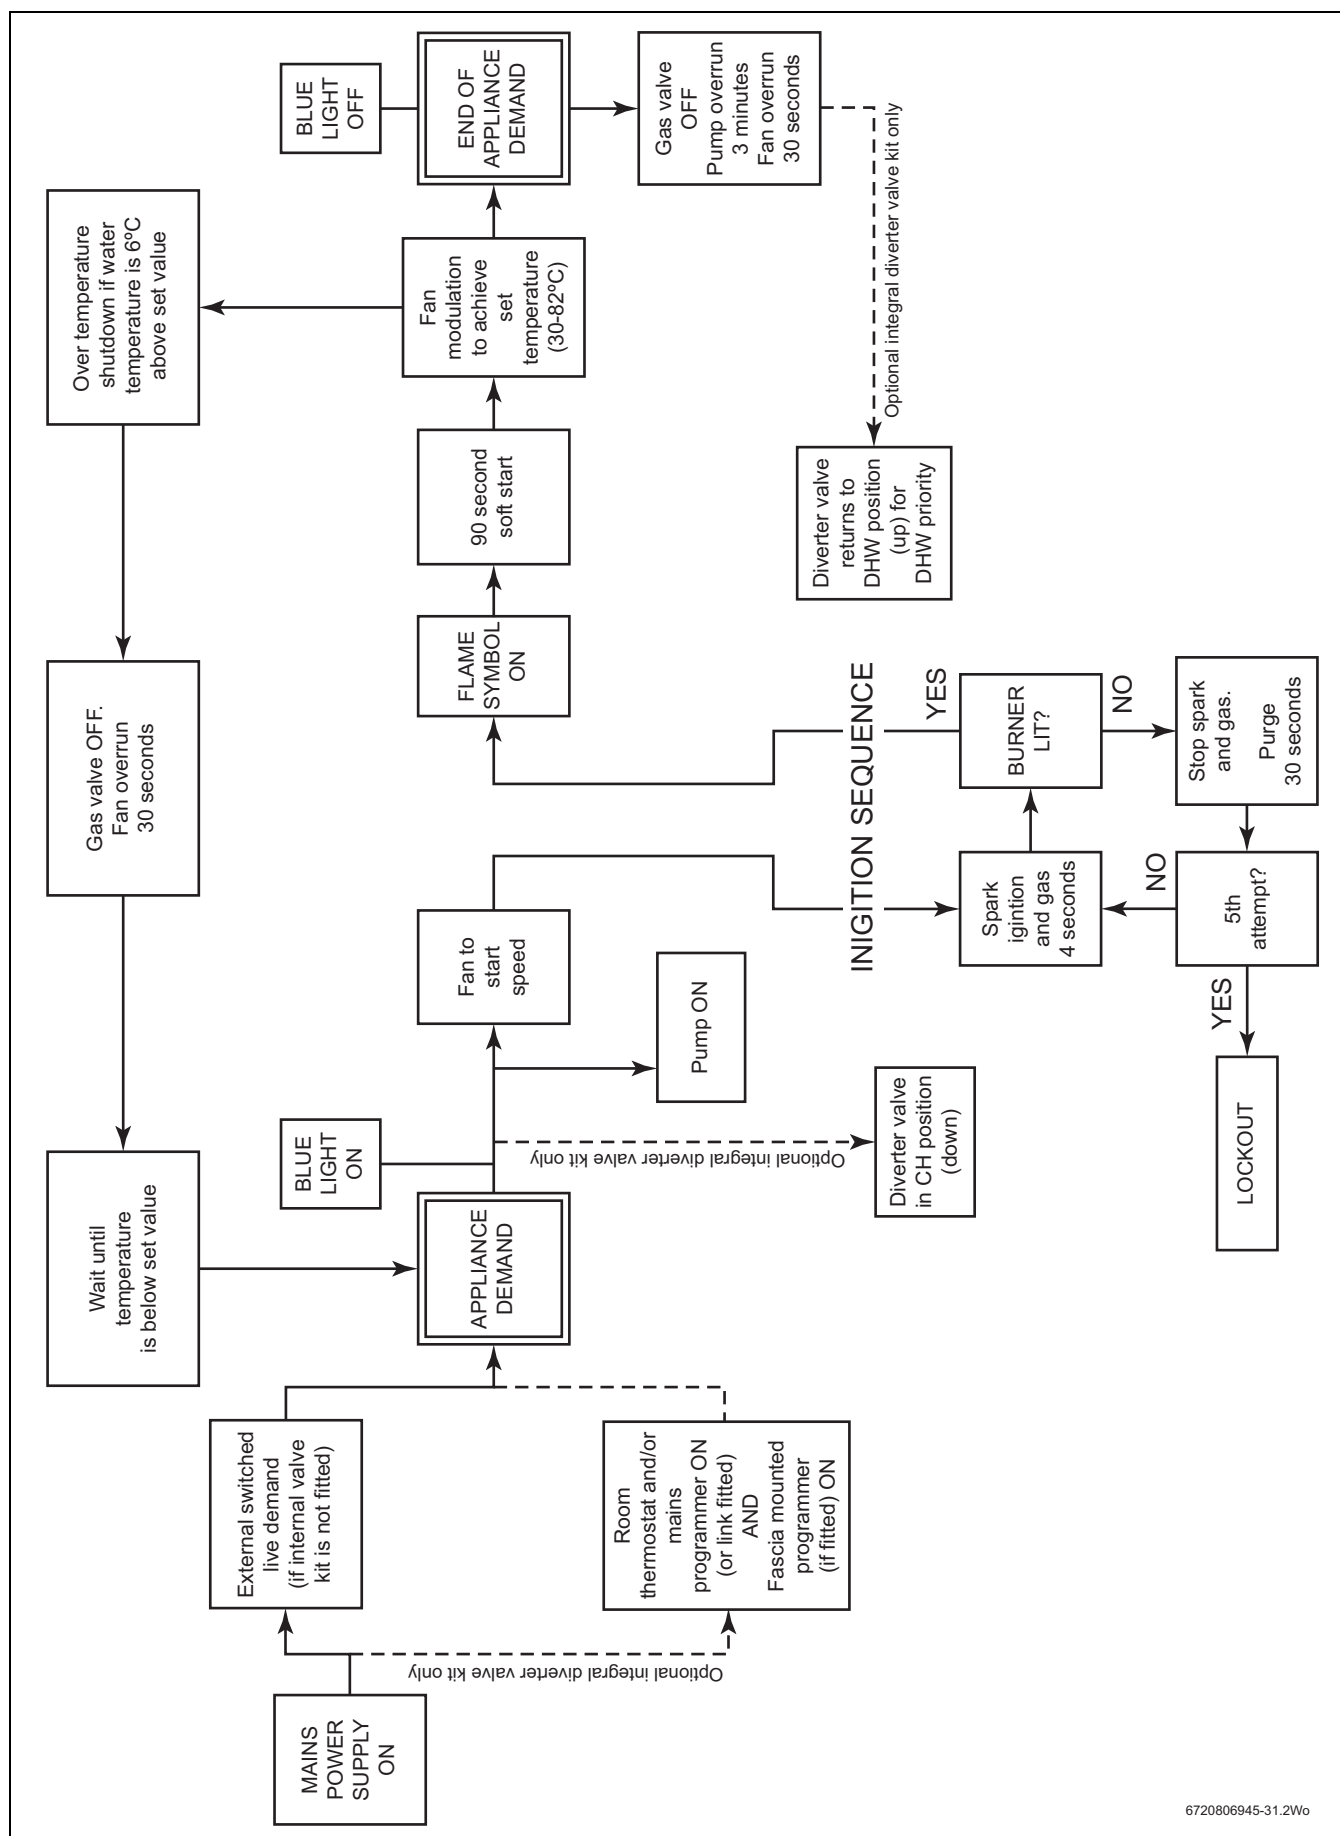 MAINS
POWER
SUPPLY
ON
Optional integral diverter valve kit only
External switched
live demand
(if internal valve
kit is not fitted)
Room
thermostat and/or
mains
programmer ON
(or link fitted)
AND
Fascia mounted
programmer
(if fitted) ON
Wait until
temperature
is below set value
APPLIANCE
DEMAND
BLUE
LIGHT
ON
Optional integral diverter valve kit only
Diverter valve
in CH position
(down)
Pump ON
Fan to
start
speed
INIGITION SEQUENCE
Spark
igintion
and gas
4 seconds
BURNER
LIT?
YES
NO
Stop spark
and gas.
Purge
30 seconds
5th
attempt?
NO
YES
LOCKOUT
FLAME
SYMBOL
ON
90 second
soft start
Fan
modulation
to achieve
set
temperature
(30-82ºC)
Over temperature
shutdown if water
temperature is 6ºC
above set value
Gas valve OFF.
Fan overrun
30 seconds
BLUE
LIGHT
OFF
END OF
APPLIANCE
DEMAND
Gas valve
OFF
Pump overrun
3 minutes
Fan overrun
30 seconds
Optional integral diverter valve kit only
Diverter valve
returns to
DHW position
(up) for
DHW priority
6720806945-31.2Wo